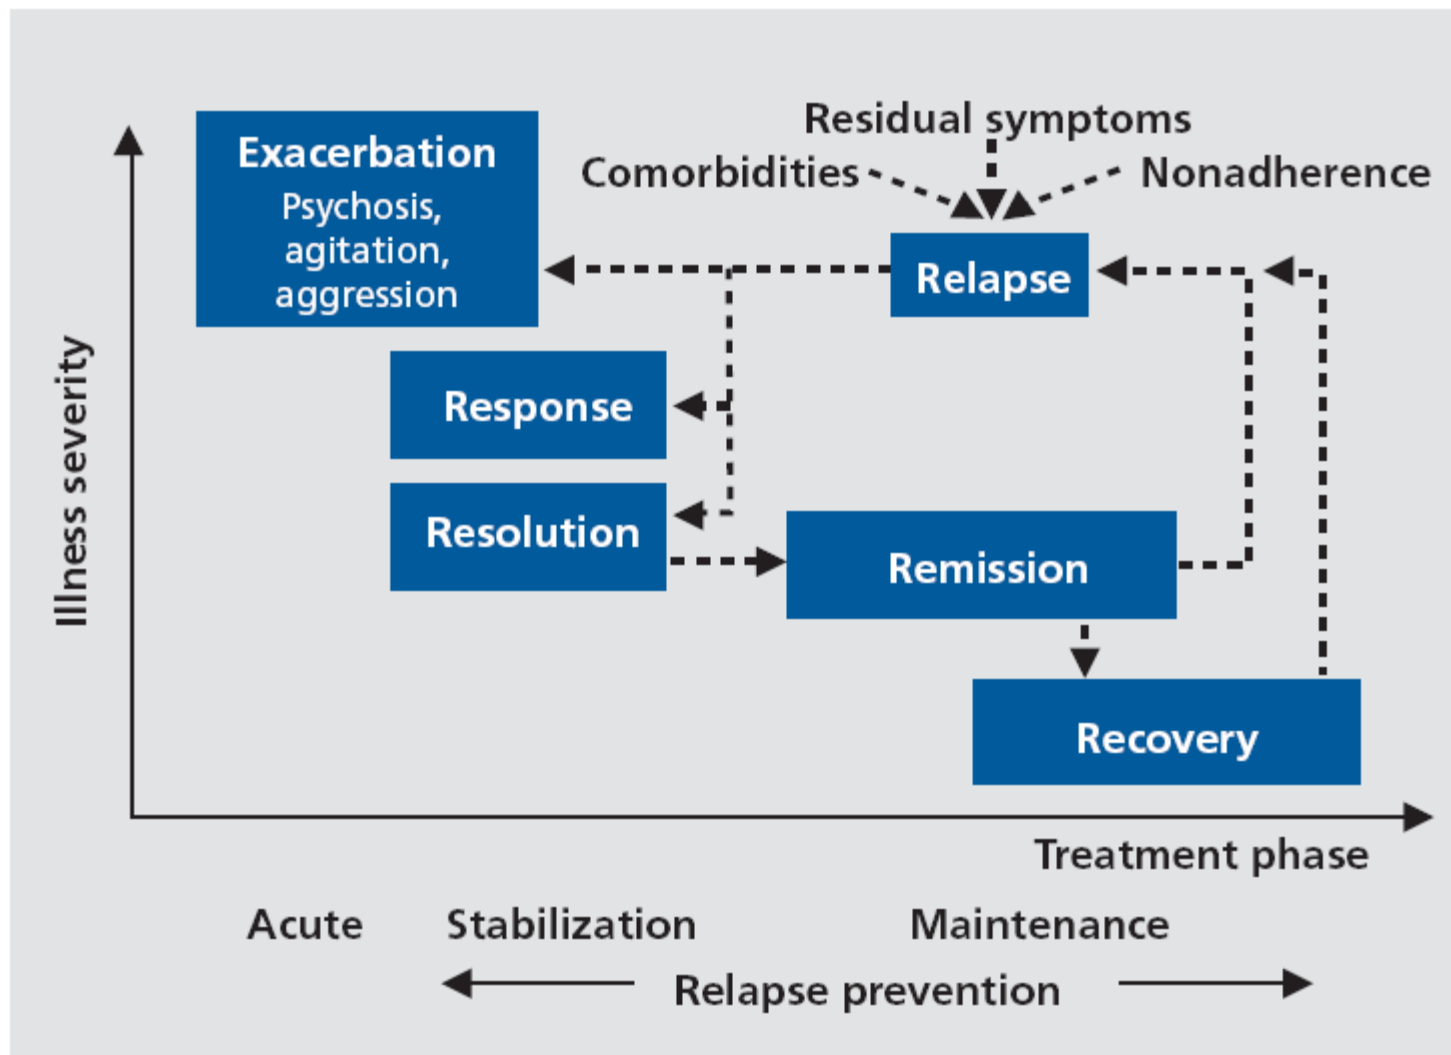 Residual symptoms
Comorbidities
Nonadherence
Exacerbation
Psychosis,
agitation,
aggression
Relapse
Response
Resolution
Remission
Recovery
Illness severity
Treatment phase
Acute
Stabilization
Maintenance
Relapse prevention